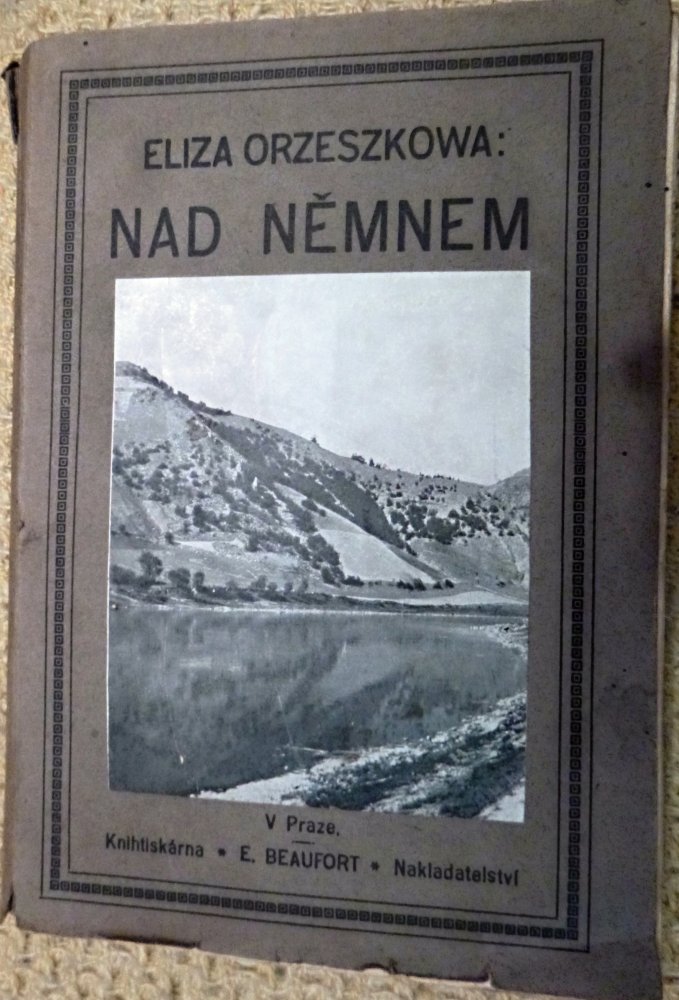 ELIZA ORZESZKOWA:
NAD NĚMNEM
V Praze,
Knihtiskárna * E. BEAUFORT * Nakladatelství